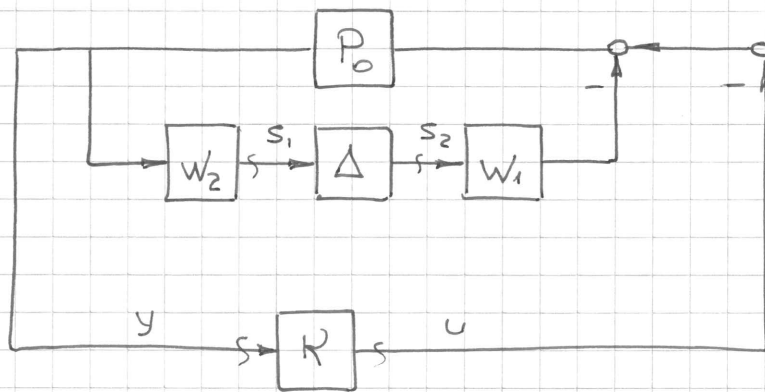 P₀
−
−
W₂ S₁ Δ S₂ W₁
y K u